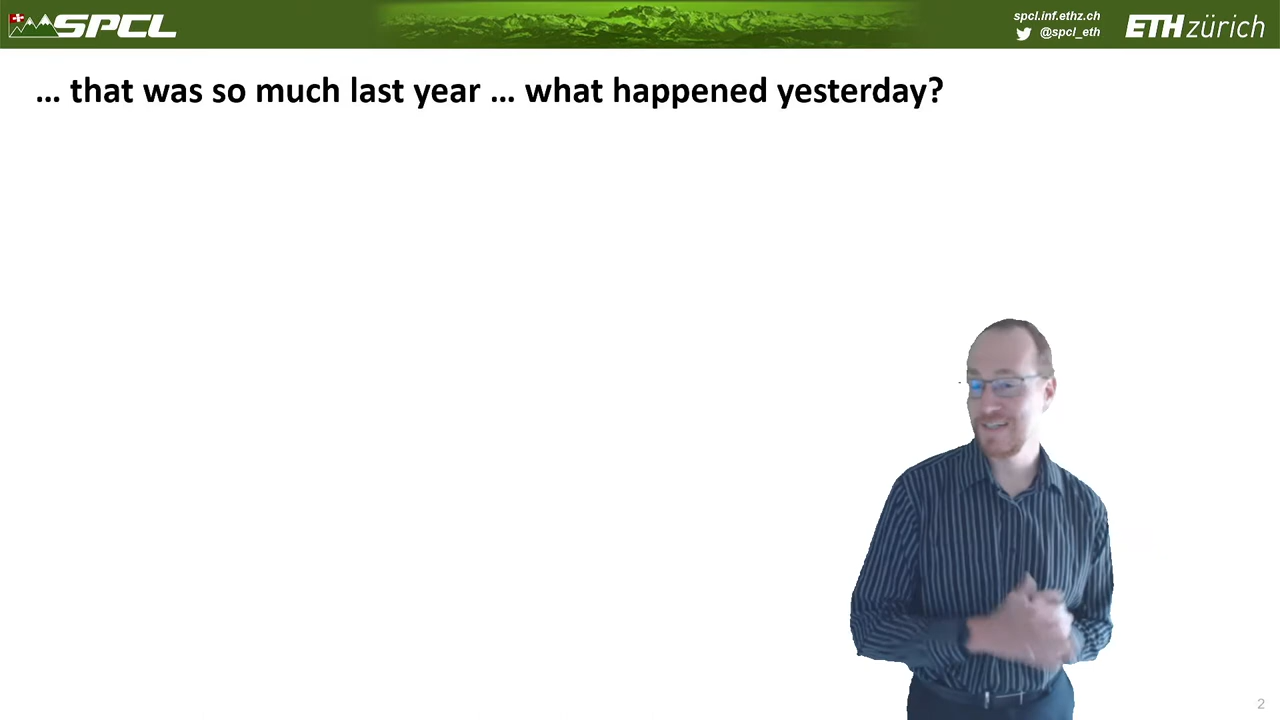 SPCL
spcl.inf.ethz.ch
@spcl_eth
ETH zürich
... that was so much last year ... what happened yesterday?
2